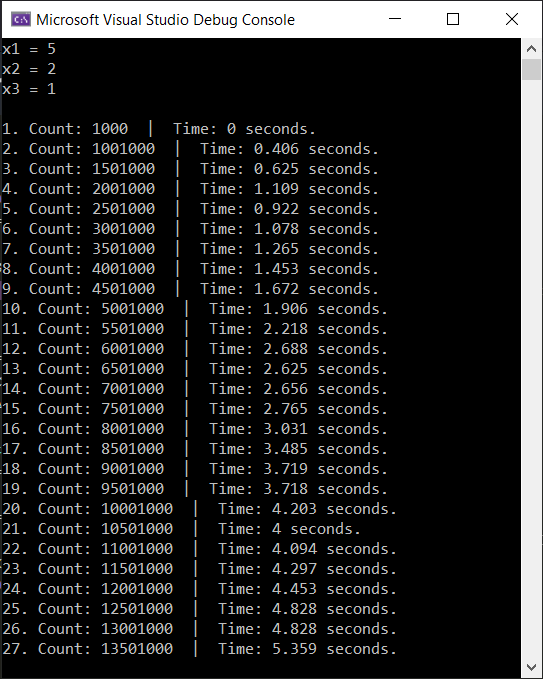 C:\ Microsoft Visual Studio Debug Console
x1 = 5
x2 = 2
x3 = 1
1. Count: 1000  |  Time: 0 seconds.
2. Count: 1001000  |  Time: 0.406 seconds.
3. Count: 1501000  |  Time: 0.625 seconds.
4. Count: 2001000  |  Time: 1.109 seconds.
5. Count: 2501000  |  Time: 0.922 seconds.
6. Count: 3001000  |  Time: 1.078 seconds.
7. Count: 3501000  |  Time: 1.265 seconds.
8. Count: 4001000  |  Time: 1.453 seconds.
9. Count: 4501000  |  Time: 1.672 seconds.
10. Count: 5001000  |  Time: 1.906 seconds.
11. Count: 5501000  |  Time: 2.218 seconds.
12. Count: 6001000  |  Time: 2.688 seconds.
13. Count: 6501000  |  Time: 2.625 seconds.
14. Count: 7001000  |  Time: 2.656 seconds.
15. Count: 7501000  |  Time: 2.765 seconds.
16. Count: 8001000  |  Time: 3.031 seconds.
17. Count: 8501000  |  Time: 3.485 seconds.
18. Count: 9001000  |  Time: 3.719 seconds.
19. Count: 9501000  |  Time: 3.718 seconds.
20. Count: 10001000  |  Time: 4.203 seconds.
21. Count: 10501000  |  Time: 4 seconds.
22. Count: 11001000  |  Time: 4.094 seconds.
23. Count: 11501000  |  Time: 4.297 seconds.
24. Count: 12001000  |  Time: 4.453 seconds.
25. Count: 12501000  |  Time: 4.828 seconds.
26. Count: 13001000  |  Time: 4.828 seconds.
27. Count: 13501000  |  Time: 5.359 seconds.